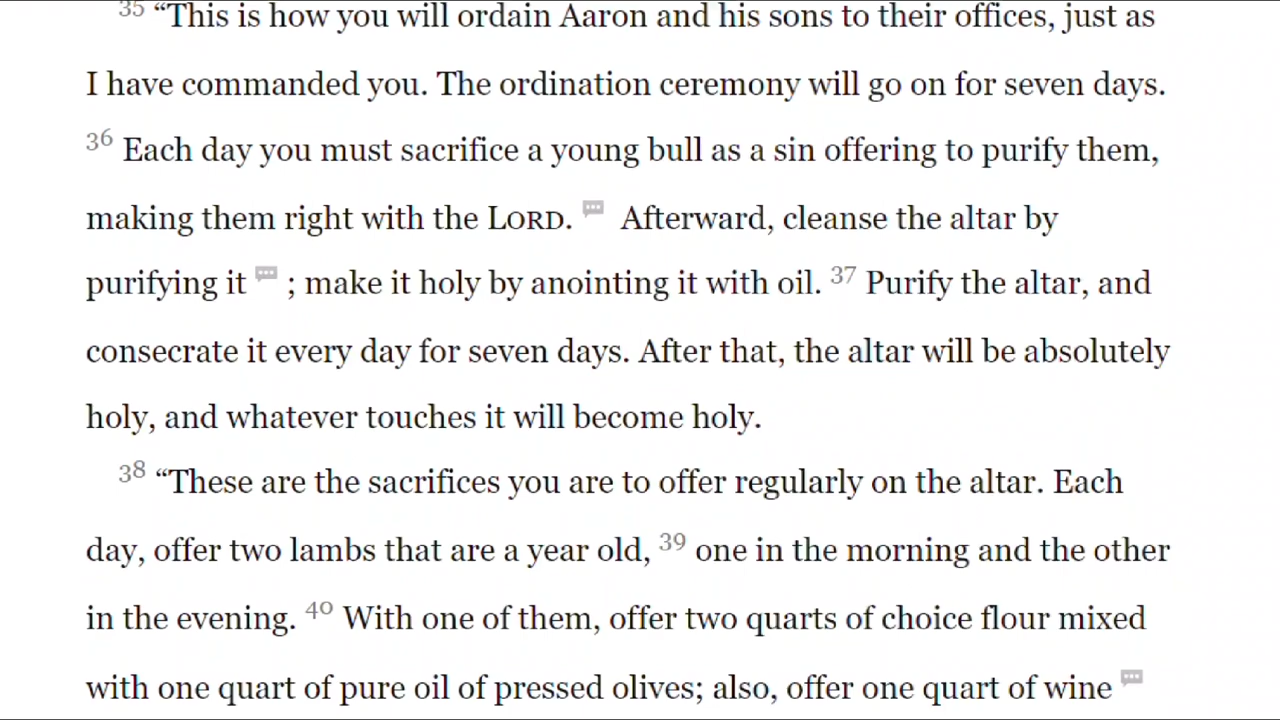 35 “This is how you will ordain Aaron and his sons to their offices, just as
I have commanded you. The ordination ceremony will go on for seven days.
36 Each day you must sacrifice a young bull as a sin offering to purify them,
making them right with the LORD. Afterward, cleanse the altar by
purifying it ; make it holy by anointing it with oil. 37 Purify the altar, and
consecrate it every day for seven days. After that, the altar will be absolutely
holy, and whatever touches it will become holy.
38 “These are the sacrifices you are to offer regularly on the altar. Each
day, offer two lambs that are a year old, 39 one in the morning and the other
in the evening. 40 With one of them, offer two quarts of choice flour mixed
with one quart of pure oil of pressed olives; also, offer one quart of wine